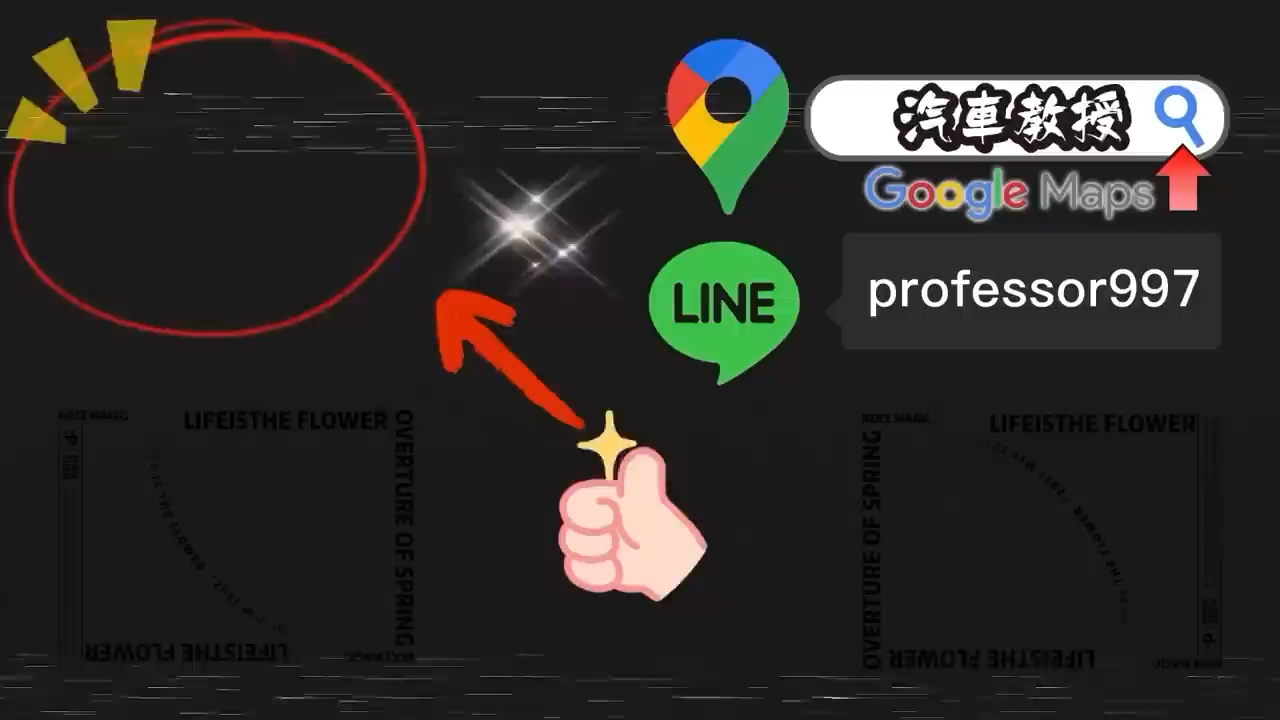 汽車教授
Google Maps
LINE
professor997
LIFEISTHE FLOWER
OVERTURE OF SPRING
LIFEISTHE FLOWER
LIFEISTHE FLOWER
OVERTURE OF SPRING
LIFEISTHE FLOWER